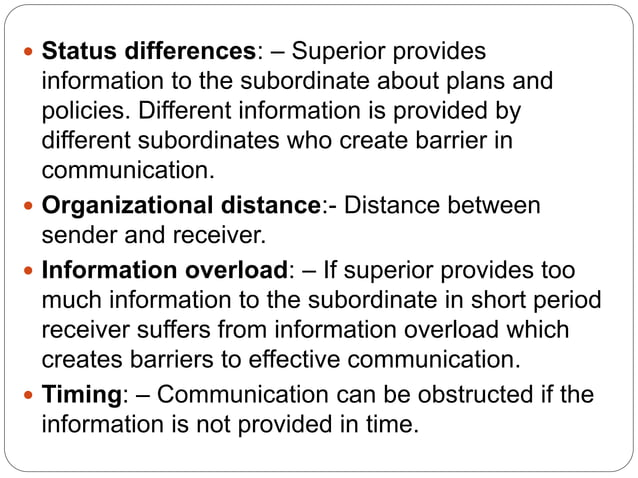 • Status differences: – Superior provides
information to the subordinate about plans and
policies. Different information is provided by
different subordinates who create barrier in
communication.
• Organizational distance:- Distance between
sender and receiver.
• Information overload: – If superior provides too
much information to the subordinate in short period
receiver suffers from information overload which
creates barriers to effective communication.
• Timing: – Communication can be obstructed if the
information is not provided in time.